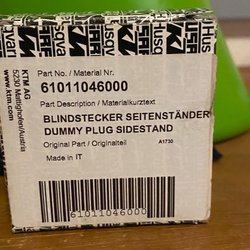 KTM AG
5230 Mattighofen/Austria
www.ktm.com
Part No. / Material Nr.
61011046000
Part Description / Materialkurztext
BLINDSTECKER SEITENSTÄNDER
DUMMY PLUG SIDESTAND
Original Part / Originalteil
A1730
Made in IT
61011046000